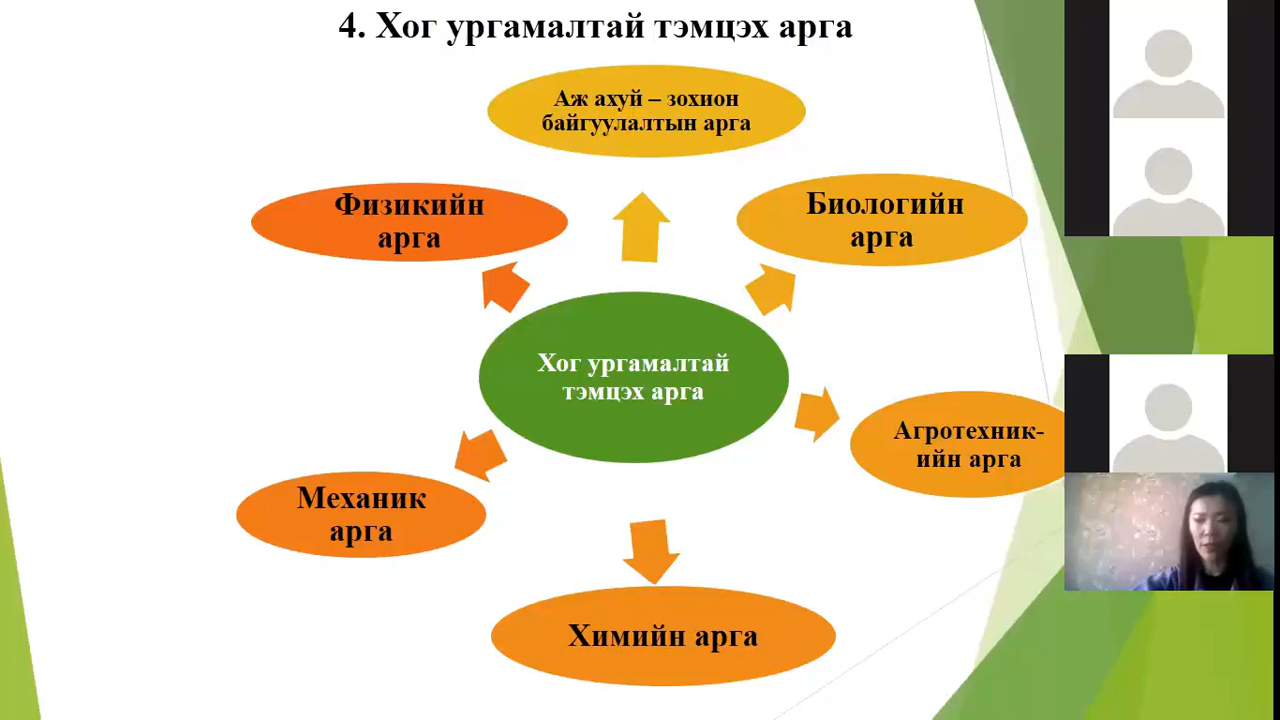 4. Хог ургамалтай тэмцэх арга
Аж ахуй – зохион
байгуулалтын арга
Физикийн
арга
Биологийн
арга
Хог ургамалтай
тэмцэх арга
Агротехник-
ийн арга
Механик
арга
Химийн арга